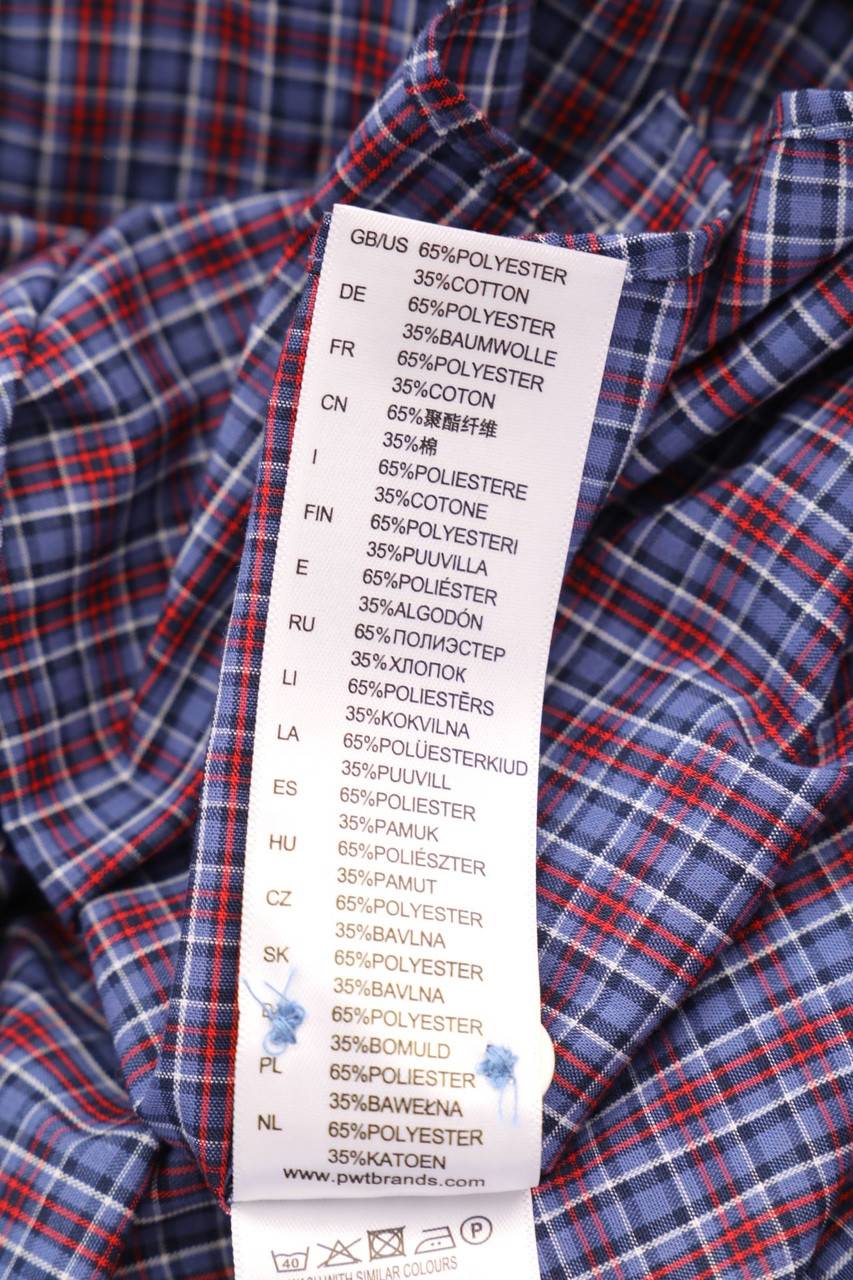 GB/US 65%POLYESTER
35%COTTON
DE 65%POLYESTER
35%BAUMWOLLE
FR 65%POLYESTER
35%COTON
CN 65%聚酯纤维
35%棉
I 65%POLIESTERE
35%COTONE
FIN 65%POLYESTERI
35%PUUVILLA
E 65%POLIÉSTER
35%ALGODÓN
RU 65%ПОЛИЭСТЕР
35%ХЛОПОК
LI 65%POLIESTĒRS
35%KOKVILNA
LA 65%POLÜESTERKIUD
35%PUUVILL
ES 65%POLIESTER
35%PAMUK
HU 65%POLIÉSZTER
35%PAMUT
CZ 65%POLYESTER
35%BAVLNA
SK 65%POLYESTER
35%BAVLNA
65%POLYESTER
35%BOMULD
PL 65%POLIESTER
35%BAWEŁNA
NL 65%POLYESTER
35%KATOEN
www.pwtbrands.com
40 P
WITH SIMILAR COLOURS